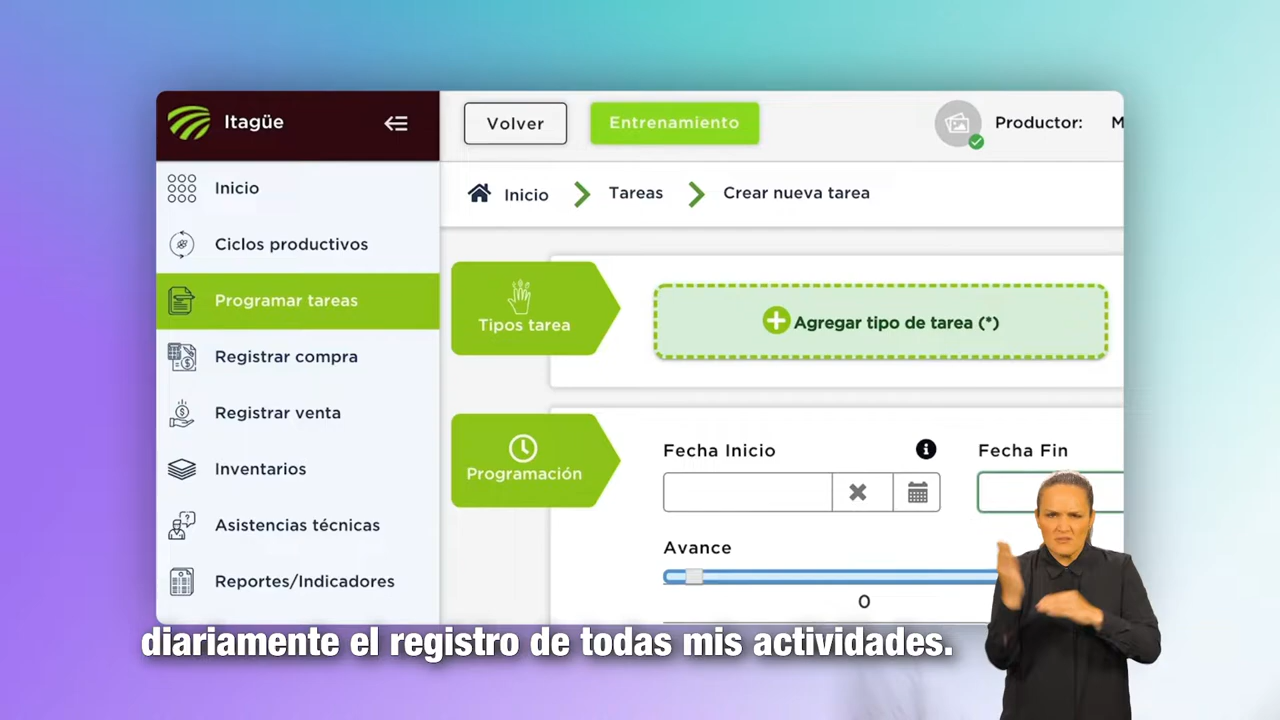 Itagüe
Volver
Entrenamiento
Productor:
M
Inicio
Ciclos productivos
Programar tareas
Registrar compra
Registrar venta
Inventarios
Asistencias técnicas
Reportes/Indicadores
Inicio
Tareas
Crear nueva tarea
Tipos tarea
Agregar tipo de tarea (*)
Programación
Fecha Inicio
Fecha Fin
Avance
0
diariamente el registro de todas mis actividades.